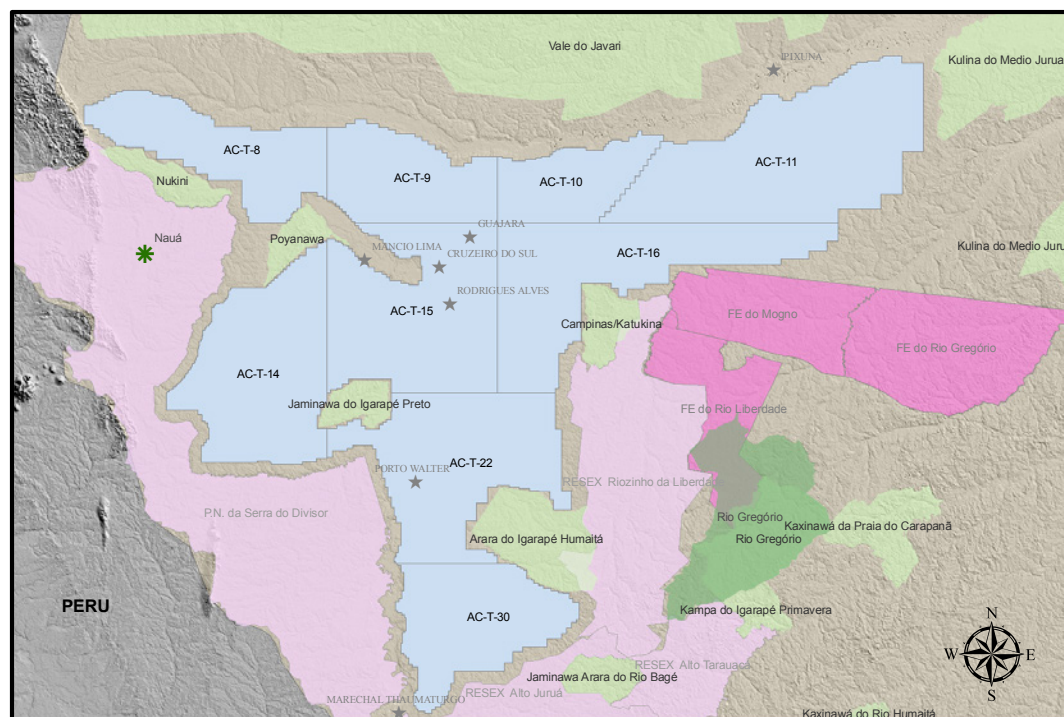 Vale do Javari
IPIXUNA
Kulina do Medio Jurua
AC-T-8
AC-T-9
AC-T-10
AC-T-11
Nukini
Nauá
Poyanawa
GUAJARA
MANCIO LIMA
CRUZEIRO DO SUL
AC-T-16
Kulina do Medio Juru
RODRIGUES ALVES
AC-T-15
Campinas/Katukina
FE do Mogno
FE do Rio Gregório
AC-T-14
Jaminawa do Igarapé Preto
FE do Rio Liberdade
PORTO WALTER
AC-T-22
RESEX Riozinho da Liberdade
P.N. da Serra do Divisor
Rio Gregório
Kaxinawá da Praia do Carapanã
Arara do Igarapé Humaitá
Rio Gregório
PERU
AC-T-30
Kampa do Igarapé Primavera
N
W
E
S
RESEX Alto Tarauacá
Jaminawa Arara do Rio Bagé
RESEX Alto Juruá
MARECHAL THAUMATURGO
Kaxinawá do Rio Humaitá